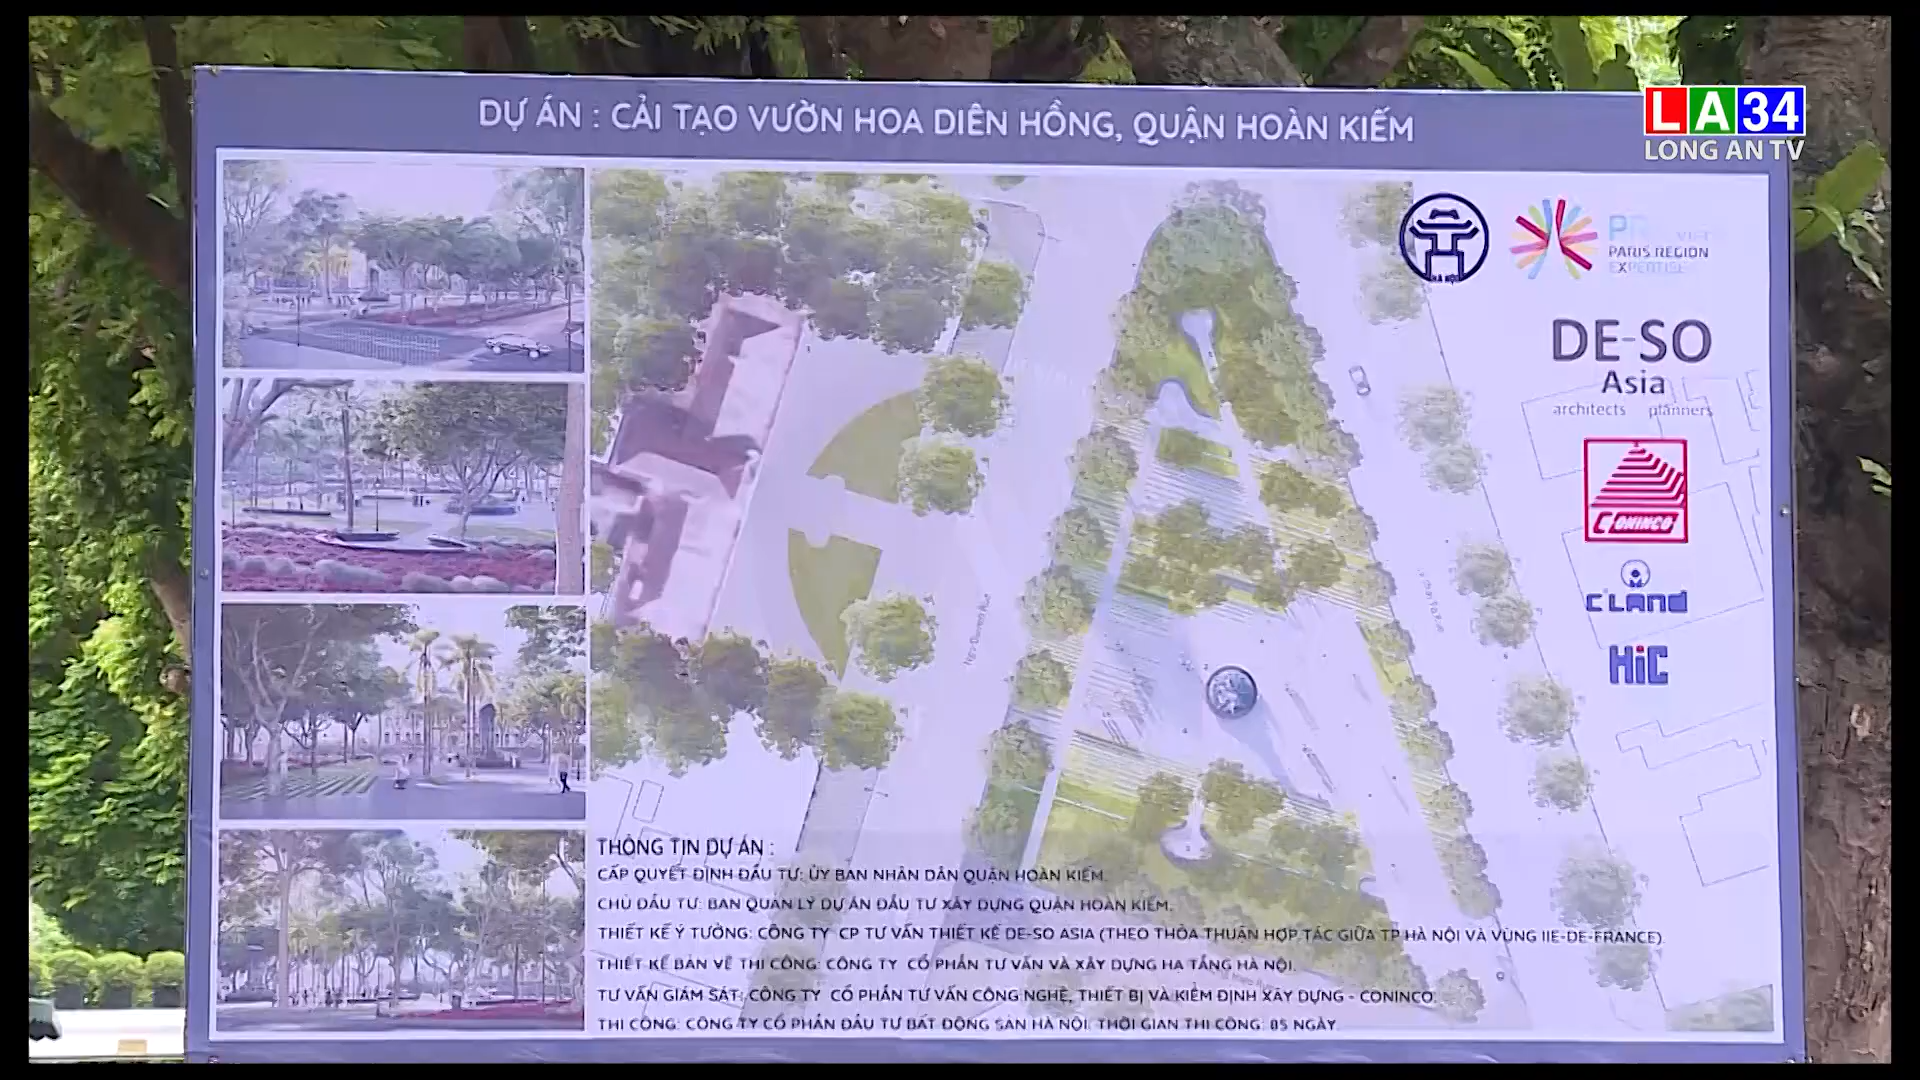 DỰ ÁN : CẢI TẠO VƯỜN HOA DIÊN HỒNG, QUẬN HOÀN KIẾM
LA34
LONG AN TV
HÀ NỘI
PARIS REGION
EXPERTISE
DE-SO
Asia
architects planners
CONINCO
C'LAND
HiC
THÔNG TIN DỰ ÁN :
CẤP QUYẾT ĐỊNH ĐẦU TƯ: ỦY BAN NHÂN DÂN QUẬN HOÀN KIẾM.
CHỦ ĐẦU TƯ: BAN QUẢN LÝ DỰ ÁN ĐẦU TƯ XÂY DỰNG QUẬN HOÀN KIẾM.
THIẾT KẾ Ý TƯỞNG: CÔNG TY CP TƯ VẤN THIẾT KẾ DE-SO ASIA (THEO THỎA THUẬN HỢP TÁC GIỮA TP HÀ NỘI VÀ VÙNG IIE-DE-FRANCE)
THIẾT KẾ BẢN VẼ THI CÔNG: CÔNG TY CỔ PHẦN TƯ VẤN VÀ XÂY DỰNG HẠ TẦNG HÀ NỘI.
TƯ VẤN GIÁM SÁT: CÔNG TY CỔ PHẦN TƯ VẤN CÔNG NGHỆ, THIẾT BỊ VÀ KIỂM ĐỊNH XÂY DỰNG - CONINCO.
THI CÔNG: CÔNG TY CỔ PHẦN ĐẦU TƯ BẤT ĐỘNG SẢN HÀ NỘI. THỜI GIAN THI CÔNG: 85 NGÀY.